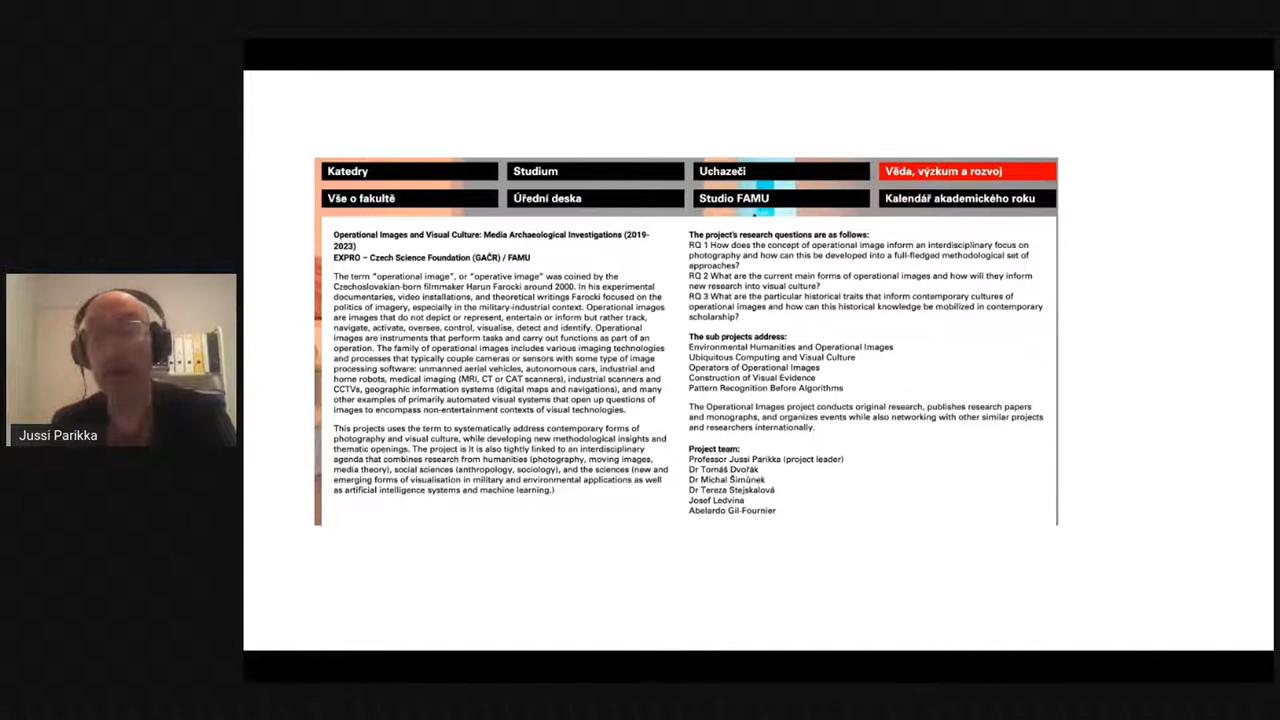 Katedry
Studium
Uchazeči
Věda, výzkum a rozvoj
Vše o fakultě
Úřední deska
Studio FAMU
Kalendář akademického roku
Operational Images and Visual Culture: Media Archaeological Investigations (2019-
2023)
EXPRO – Czech Science Foundation (GAČR) / FAMU
The term “operational image”, or “operative image” was coined by the
Czechoslovakian-born filmmaker Harun Farocki around 2000. In his experimental
documentaries, video installations, and theoretical writings Farocki focused on the
politics of imagery, especially in the military-industrial context. Operational images
are images that do not depict or represent, entertain or inform but rather track,
navigate, activate, oversee, control, visualise, detect and identify. Operational
images are instruments that perform tasks and carry out functions as part of an
operation. The family of operational images includes various imaging technologies
and processes that typically couple cameras or sensors with some type of image
processing software: unmanned aerial vehicles, autonomous cars, industrial and
home robots, medical imaging (MRI, CT or CAT scanners), industrial scanners and
CCTVs, geographic information systems (digital maps and navigations), and many
other examples of primarily automated visual systems that open up questions of
images to encompass non-entertainment contexts of visual technologies.
This projects uses the term to systematically address contemporary forms of
photography and visual culture, while developing new methodological insights and
thematic openings. The project is It is also tightly linked to an interdisciplinary
agenda that combines research from humanities (photography, moving images,
media theory), social sciences (anthropology, sociology), and the sciences (new and
emerging forms of visualisation in military and environmental applications as well
as artificial intelligence systems and machine learning.)
The project's research questions are as follows:
RQ 1 How does the concept of operational image inform an interdisciplinary focus on
photography and how can this be developed into a full-fledged methodological set of
approaches?
RQ 2 What are the current main forms of operational images and how will they inform
new research into visual culture?
RQ 3 What are the particular historical traits that inform contemporary cultures of
operational images and how can this historical knowledge be mobilized in contemporary
scholarship?
The sub projects address:
Environmental Humanities and Operational Images
Ubiquitous Computing and Visual Culture
Operators of Operational Images
Construction of Visual Evidence
Pattern Recognition Before Algorithms
The Operational Images project conducts original research, publishes research papers
and monographs, and organizes events while also networking with other similar projects
and researchers internationally.
Project team:
Professor Jussi Parikka (project leader)
Dr Tomáš Dvořák
Dr Michal Šimůnek
Dr Tereza Stejskalová
Josef Ledvina
Abelardo Gil-Fournier
Jussi Parikka